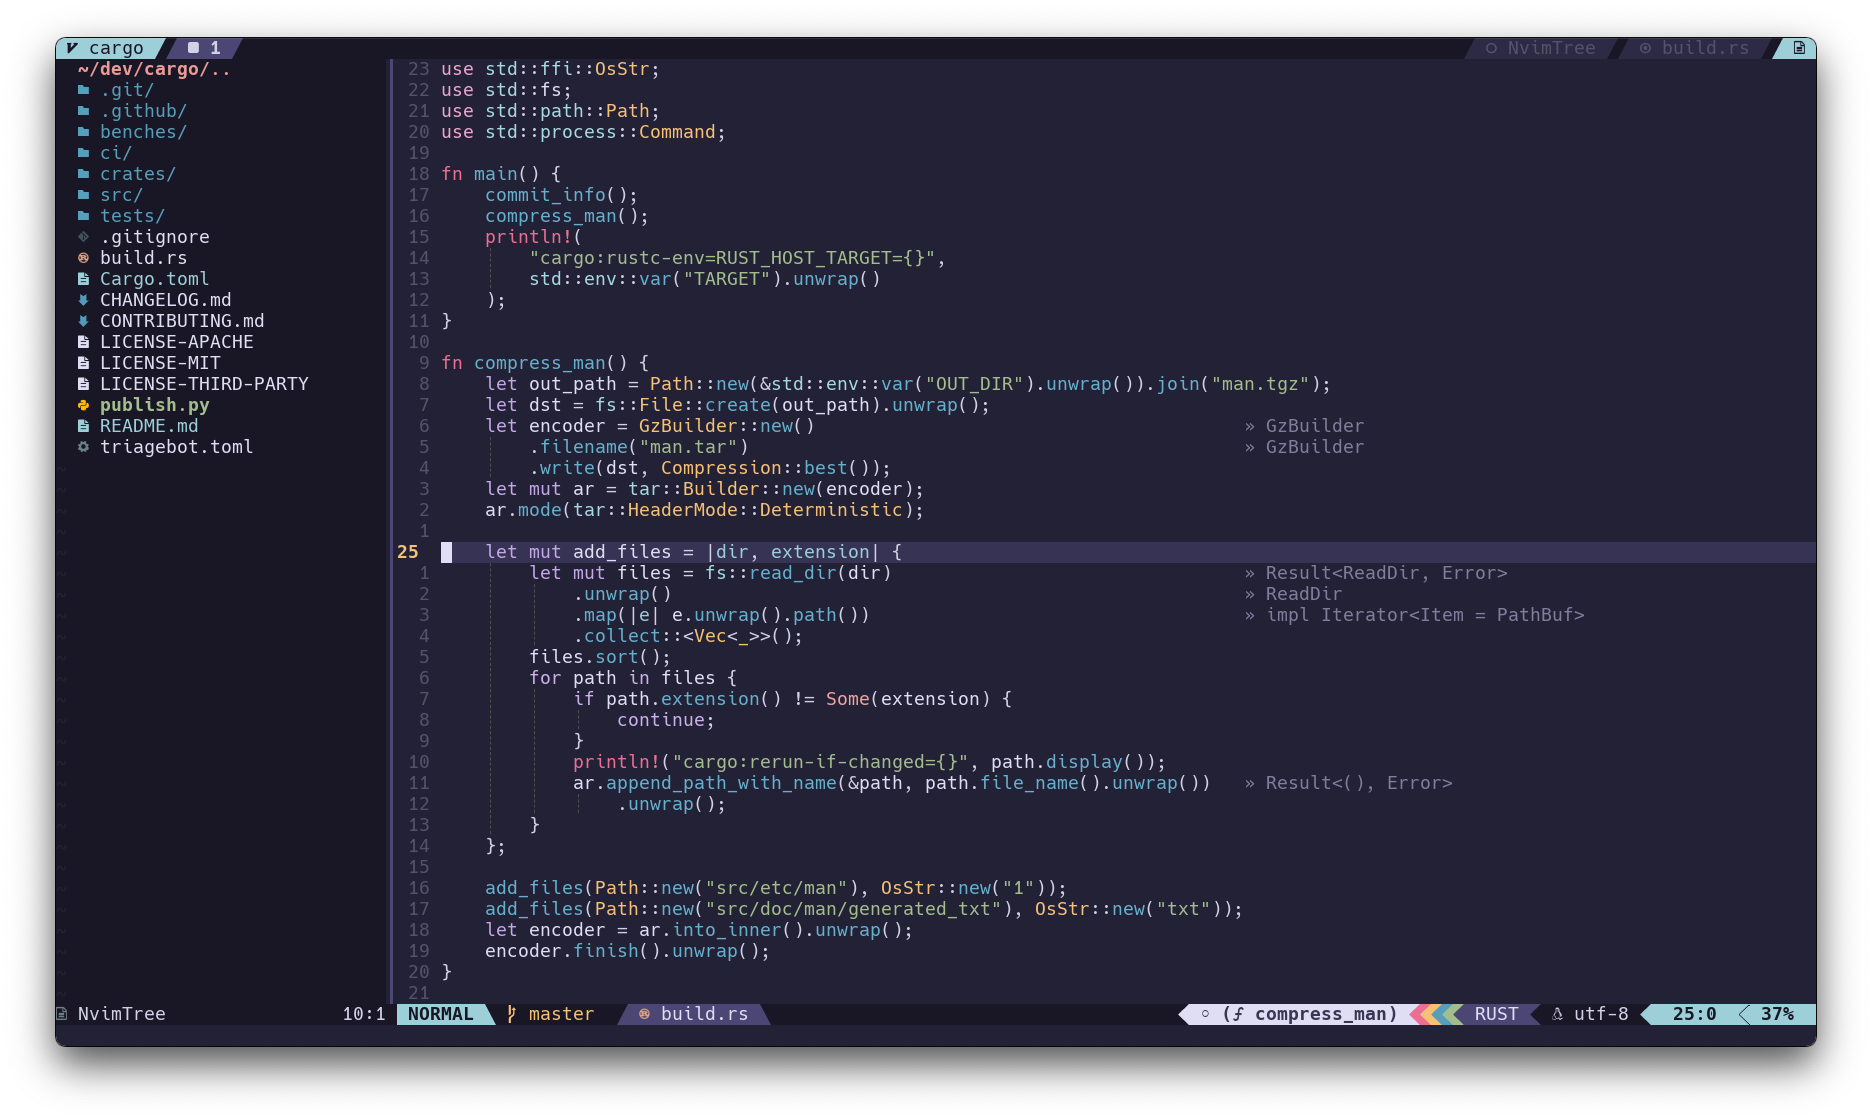 cargo 1 NvimTree build.rs
~/dev/cargo/..
.git/
.github/
benches/
ci/
crates/
src/
tests/
.gitignore
build.rs
Cargo.toml
CHANGELOG.md
CONTRIBUTING.md
LICENSE-APACHE
LICENSE-MIT
LICENSE-THIRD-PARTY
publish.py
README.md
triagebot.toml
23 use std::ffi::OsStr;
22 use std::fs;
21 use std::path::Path;
20 use std::process::Command;
19
18 fn main() {
17     commit_info();
16     compress_man();
15     println!(
14         "cargo:rustc-env=RUST_HOST_TARGET={}",
13         std::env::var("TARGET").unwrap()
12     );
11 }
10
9 fn compress_man() {
8     let out_path = Path::new(&std::env::var("OUT_DIR").unwrap()).join("man.tgz");
7     let dst = fs::File::create(out_path).unwrap();
6     let encoder = GzBuilder::new() » GzBuilder
5         .filename("man.tar") » GzBuilder
4         .write(dst, Compression::best());
3     let mut ar = tar::Builder::new(encoder);
2     ar.mode(tar::HeaderMode::Deterministic);
1
25     let mut add_files = |dir, extension| {
1         let mut files = fs::read_dir(dir) » Result<ReadDir, Error>
2             .unwrap() » ReadDir
3             .map(|e| e.unwrap().path()) » impl Iterator<Item = PathBuf>
4             .collect::<Vec<_>>();
5         files.sort();
6         for path in files {
7             if path.extension() != Some(extension) {
8                 continue;
9             }
10             println!("cargo:rerun-if-changed={}", path.display());
11             ar.append_path_with_name(&path, path.file_name().unwrap()) » Result<(), Error>
12                 .unwrap();
13         }
14     };
15
16     add_files(Path::new("src/etc/man"), OsStr::new("1"));
17     add_files(Path::new("src/doc/man/generated_txt"), OsStr::new("txt"));
18     let encoder = ar.into_inner().unwrap();
19     encoder.finish().unwrap();
20 }
21
NvimTree 10:1 NORMAL master build.rs (ƒ compress_man) RUST utf-8 25:0 37%